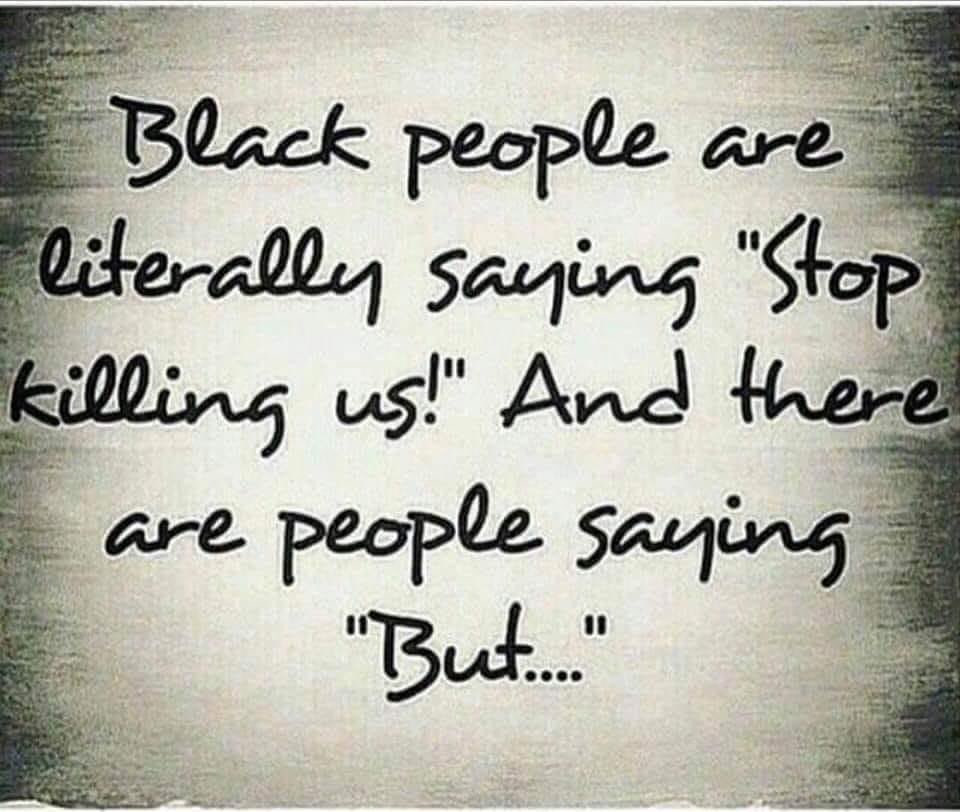 Black people are
literally saying "Stop
killing us!" And there
are people saying
"But...."